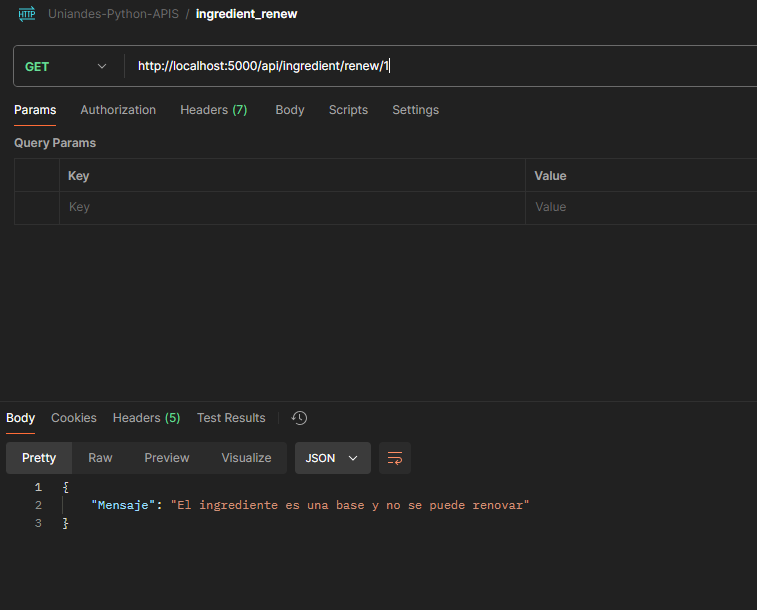 HTTP Uniandes-Python-APIS / ingredient_renew
GET http://localhost:5000/api/ingredient/renew/1
Params Authorization Headers (7) Body Scripts Settings
Query Params
Key Value
Key Value
Body Cookies Headers (5) Test Results
Pretty Raw Preview Visualize JSON
1 {
2 "Mensaje": "El ingrediente es una base y no se puede renovar"
3 }